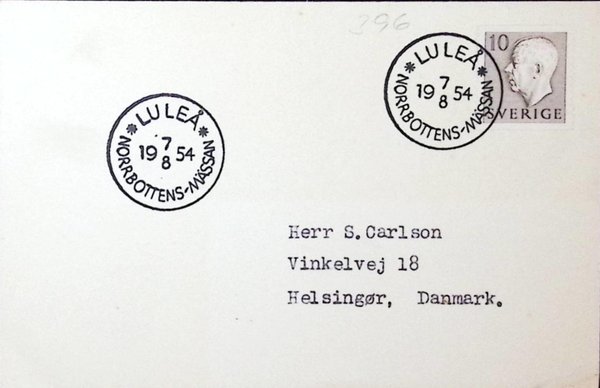 396
10
SVERIGE
LULEÅ
7
19 54
8
NORRBOTTENS-MÄSSAN
LULEÅ
7
19 54
8
NORRBOTTENS-MÄSSAN
Herr S. Carlson
Vinkelvej 18
Helsingør, Danmark.